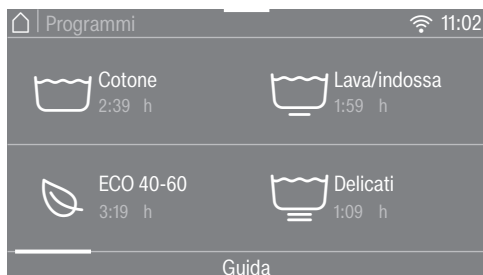 Programmi 11:02
Cotone
2:39 h
Lava/indossa
1:59 h
ECO 40-60
3:19 h
Delicati
1:09 h
Guida